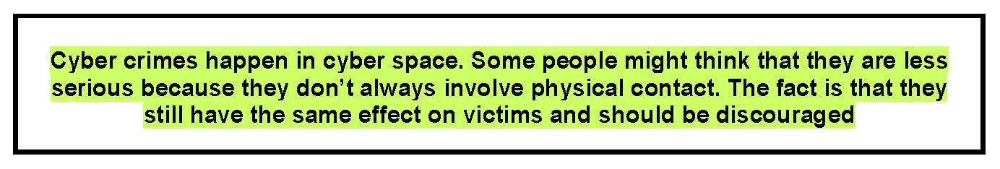 Cyber crimes happen in cyber space. Some people might think that they are less
serious because they don’t always involve physical contact. The fact is that they
still have the same effect on victims and should be discouraged